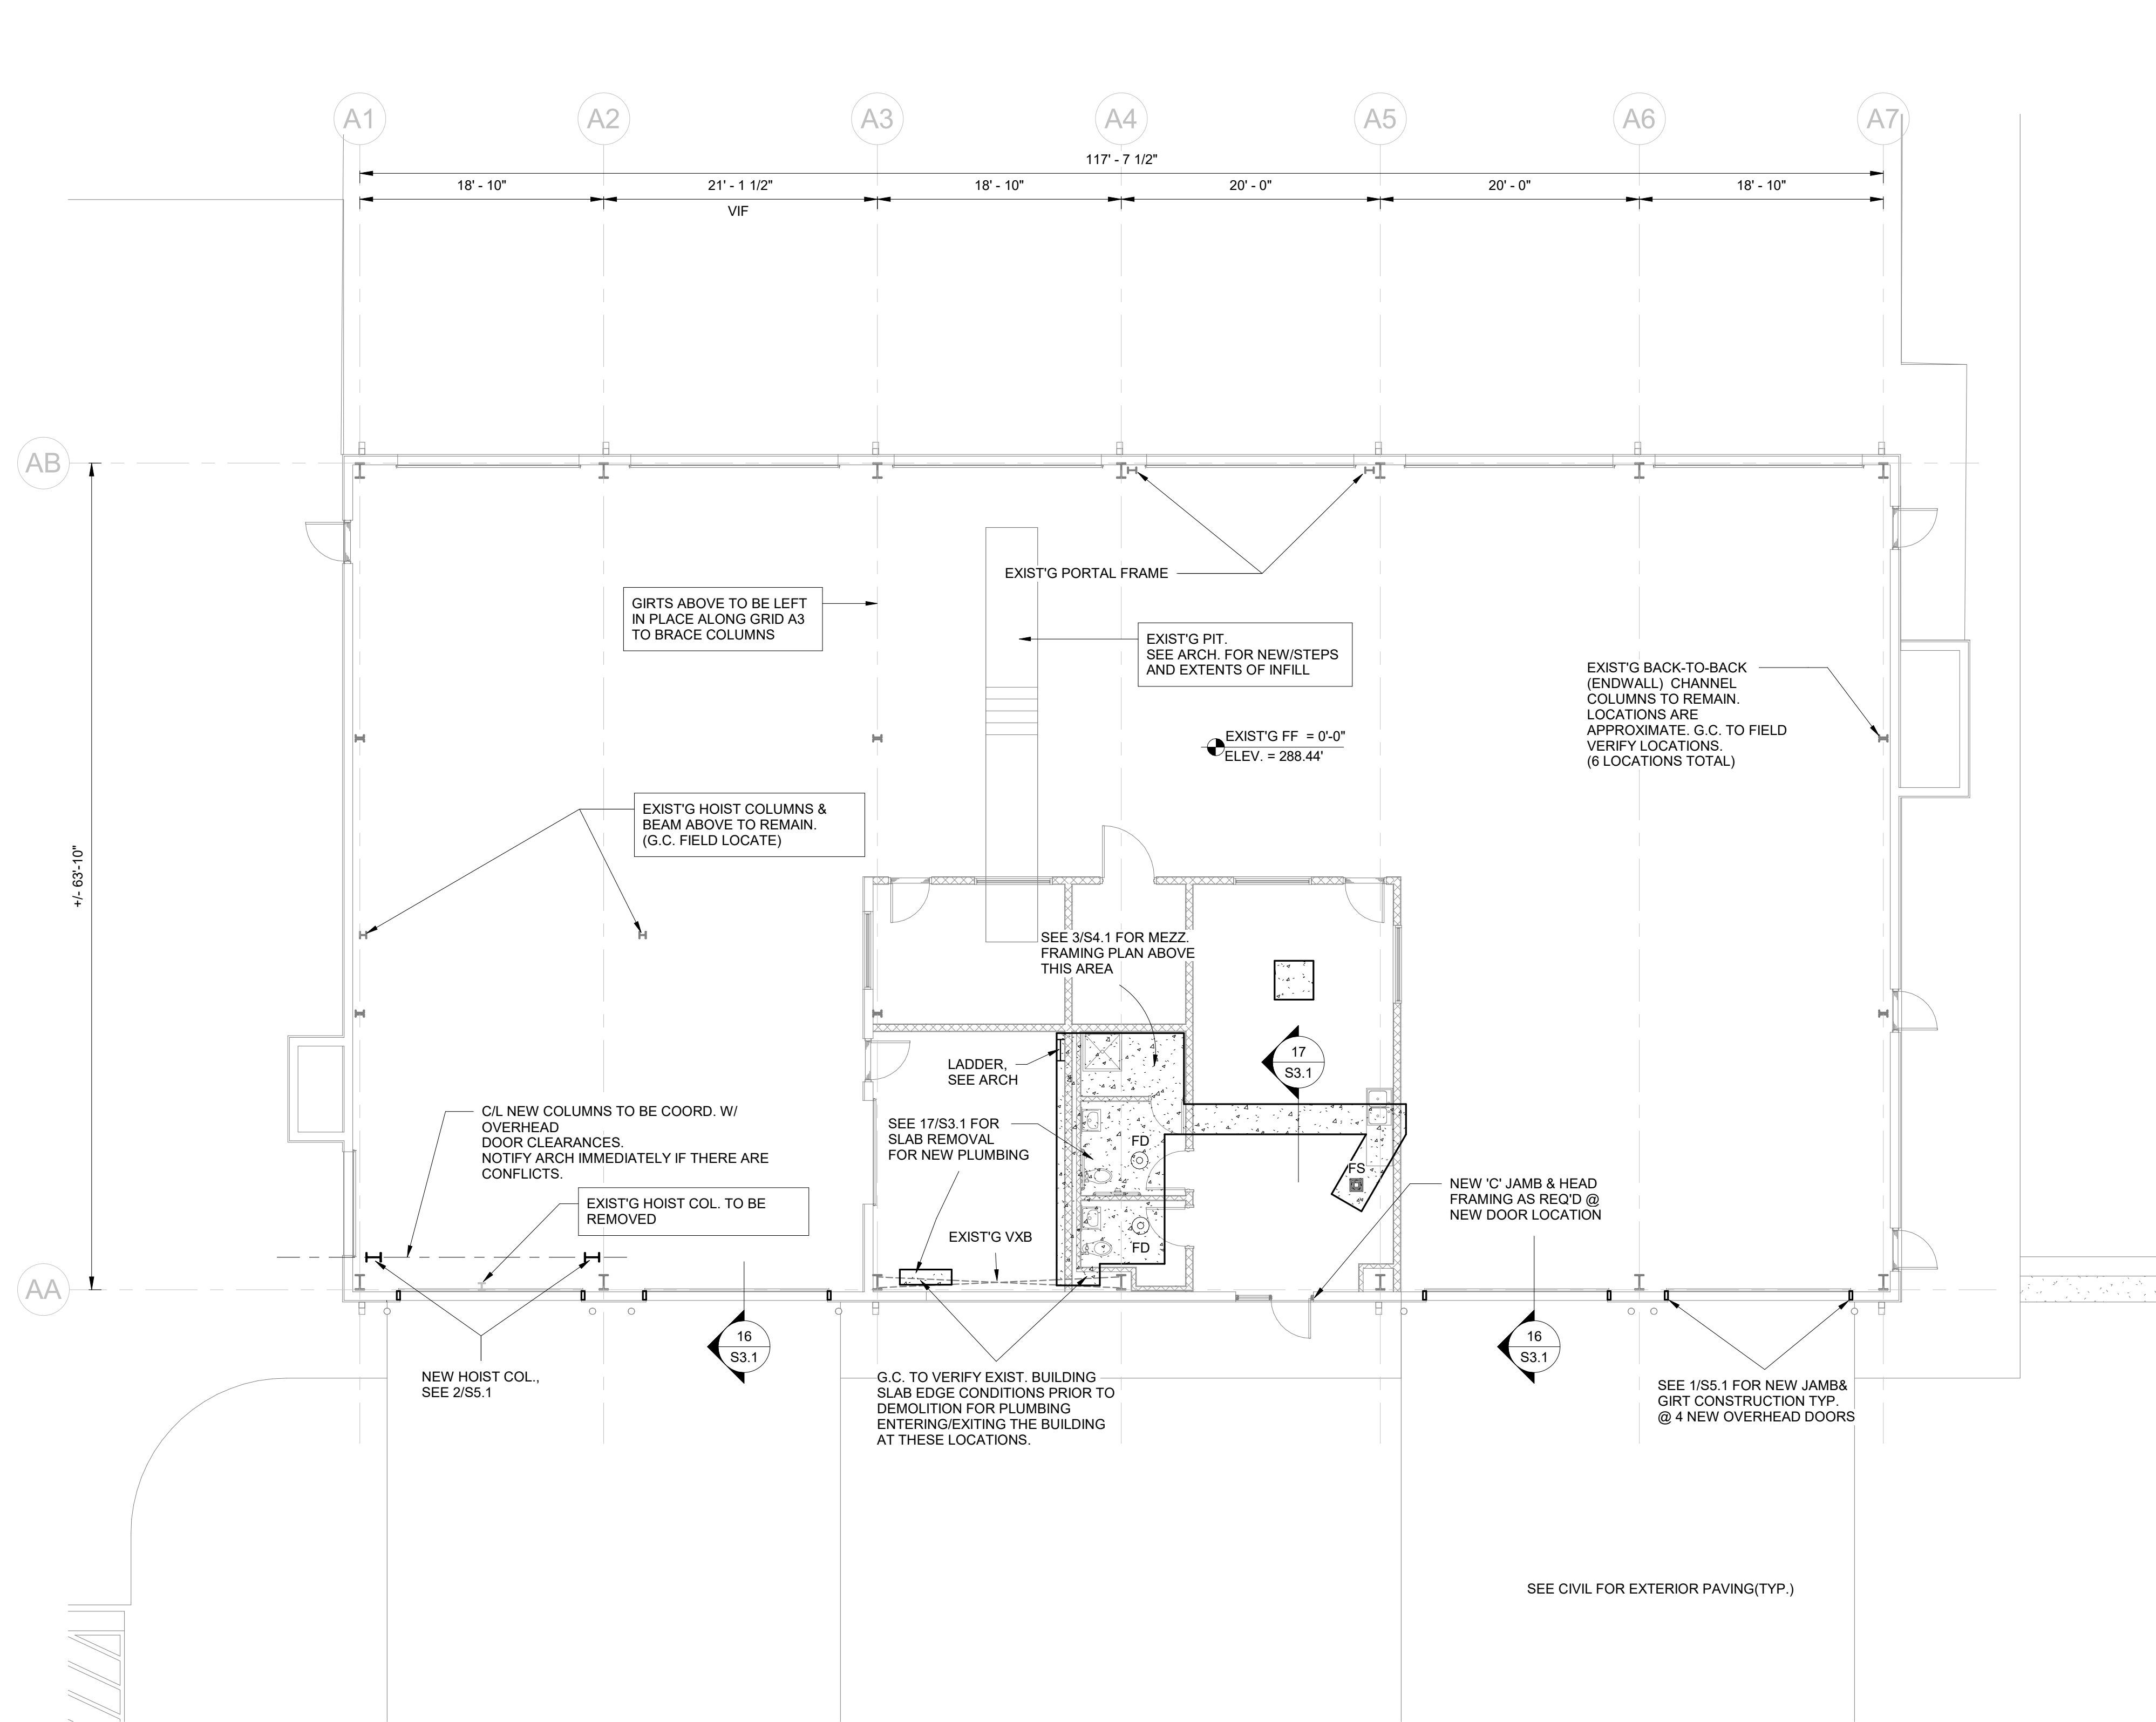 A1
A2
A3
A4
A5
A6
A7
117' - 7 1/2"
18' - 10"
21' - 1 1/2"
18' - 10"
20' - 0"
20' - 0"
18' - 10"
VIF
AB
EXIST'G PORTAL FRAME
GIRTS ABOVE TO BE LEFT
IN PLACE ALONG GRID A3
TO BRACE COLUMNS
EXIST'G PIT.
SEE ARCH. FOR NEW/STEPS
AND EXTENTS OF INFILL
EXIST'G BACK-TO-BACK
(ENDWALL) CHANNEL
COLUMNS TO REMAIN.
LOCATIONS ARE
APPROXIMATE. G.C. TO FIELD
VERIFY LOCATIONS.
(6 LOCATIONS TOTAL)
EXIST'G FF = 0'-0"
ELEV. = 288.44'
EXIST'G HOIST COLUMNS &
BEAM ABOVE TO REMAIN.
(G.C. FIELD LOCATE)
+/- 63'-10"
SEE 3/S4.1 FOR MEZZ.
FRAMING PLAN ABOVE
THIS AREA
17
S3.1
LADDER,
SEE ARCH
C/L NEW COLUMNS TO BE COORD. W/
OVERHEAD
DOOR CLEARANCES.
NOTIFY ARCH IMMEDIATELY IF THERE ARE
CONFLICTS.
SEE 17/S3.1 FOR
SLAB REMOVAL
FOR NEW PLUMBING
FD
FS
NEW 'C' JAMB & HEAD
FRAMING AS REQ'D @
NEW DOOR LOCATION
EXIST'G HOIST COL. TO BE
REMOVED
EXIST'G VXB
FD
AA
16
S3.1
16
S3.1
NEW HOIST COL.,
SEE 2/S5.1
G.C. TO VERIFY EXIST. BUILDING
SLAB EDGE CONDITIONS PRIOR TO
DEMOLITION FOR PLUMBING
ENTERING/EXITING THE BUILDING
AT THESE LOCATIONS.
SEE 1/S5.1 FOR NEW JAMB&
GIRT CONSTRUCTION TYP.
@ 4 NEW OVERHEAD DOORS
SEE CIVIL FOR EXTERIOR PAVING(TYP.)